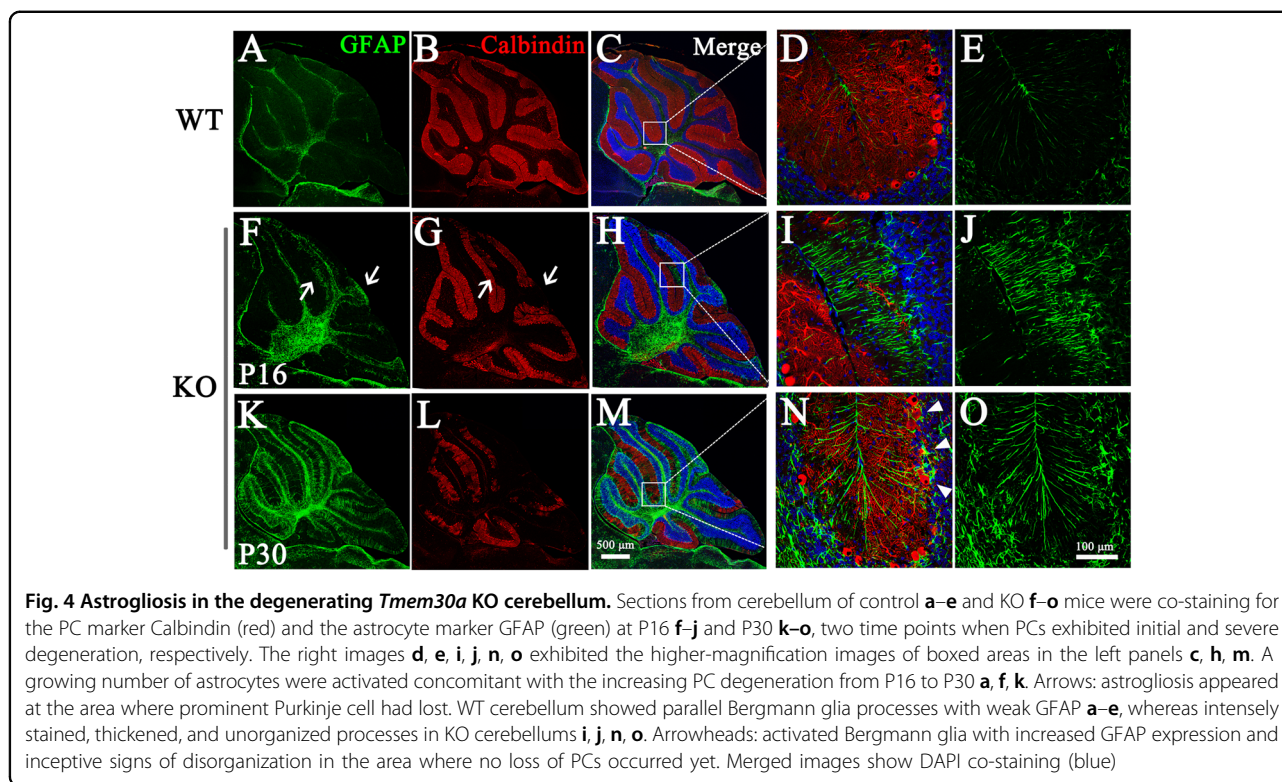 A GFAP B Calbindin C Merge D E
WT
F G H I J
P16
KO
K L M N O
P30 500 μm 100 μm
Fig. 4 Astrogliosis in the degenerating Tmem30a KO cerebellum. Sections from cerebellum of control a–e and KO f–o mice were co-staining for
the PC marker Calbindin (red) and the astrocyte marker GFAP (green) at P16 f–j and P30 k–o, two time points when PCs exhibited initial and severe
degeneration, respectively. The right images d, e, i, j, n, o exhibited the higher-magnification images of boxed areas in the left panels c, h, m. A
growing number of astrocytes were activated concomitant with the increasing PC degeneration from P16 to P30 a, f, k. Arrows: astrogliosis appeared
at the area where prominent Purkinje cell had lost. WT cerebellum showed parallel Bergmann glia processes with weak GFAP a–e, whereas intensely
stained, thickened, and unorganized processes in KO cerebellums i, j, n, o. Arrowheads: activated Bergmann glia with increased GFAP expression and
inceptive signs of disorganization in the area where no loss of PCs occurred yet. Merged images show DAPI co-staining (blue)